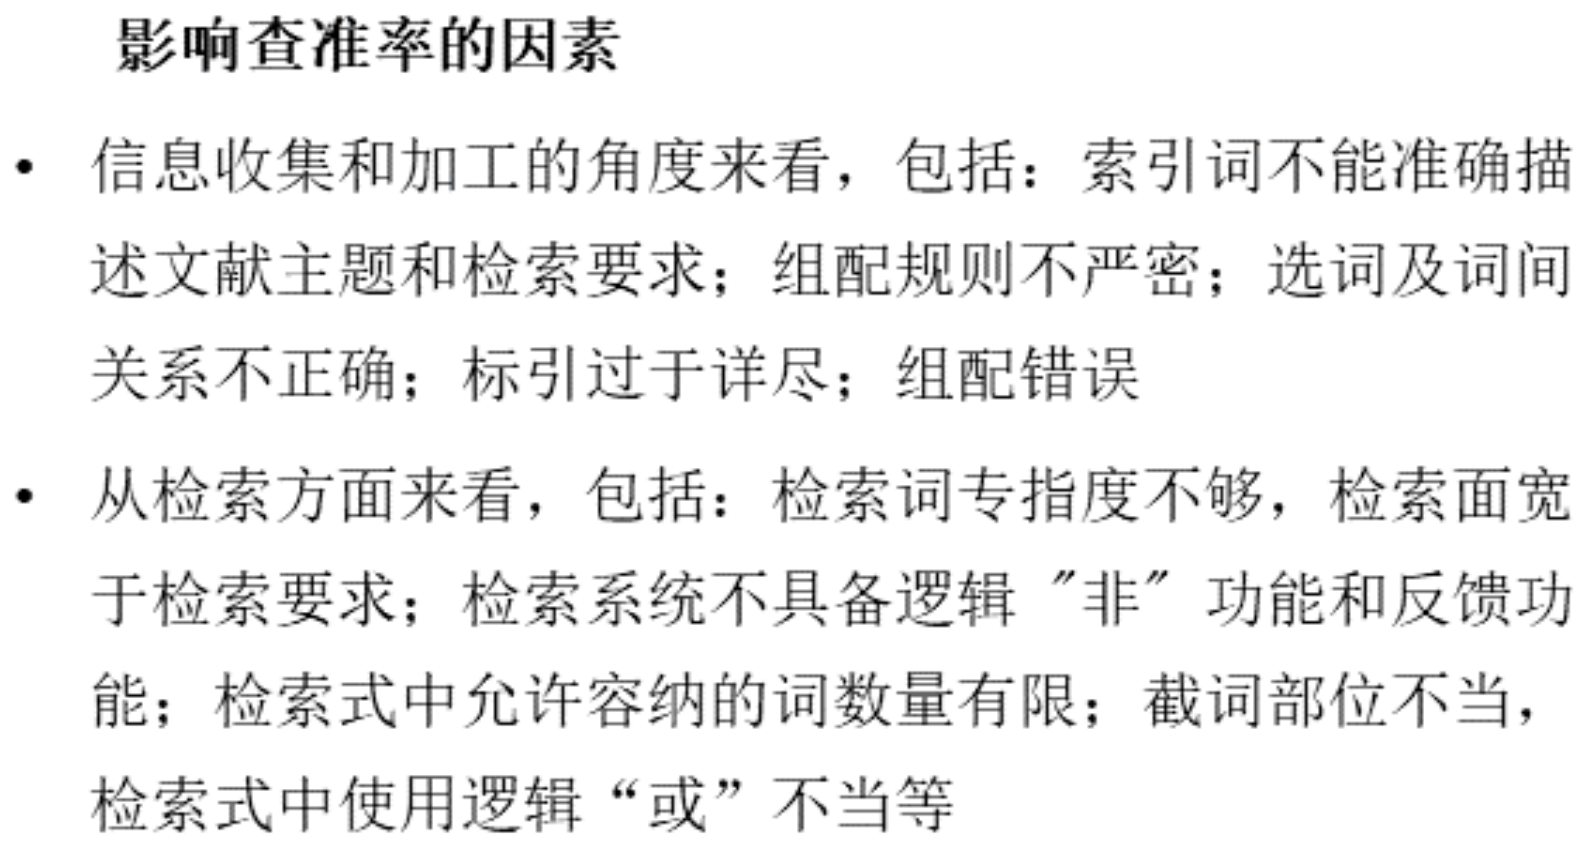 影响查准率的因素
• 信息收集和加工的角度来看，包括：索引词不能准确描
述文献主题和检索要求；组配规则不严密；选词及词间
关系不正确；标引过于详尽；组配错误
• 从检索方面来看，包括：检索词专指度不够，检索面宽
于检索要求；检索系统不具备逻辑 "非" 功能和反馈功
能；检索式中允许容纳的词数量有限；截词部位不当，
检索式中使用逻辑“或”不当等